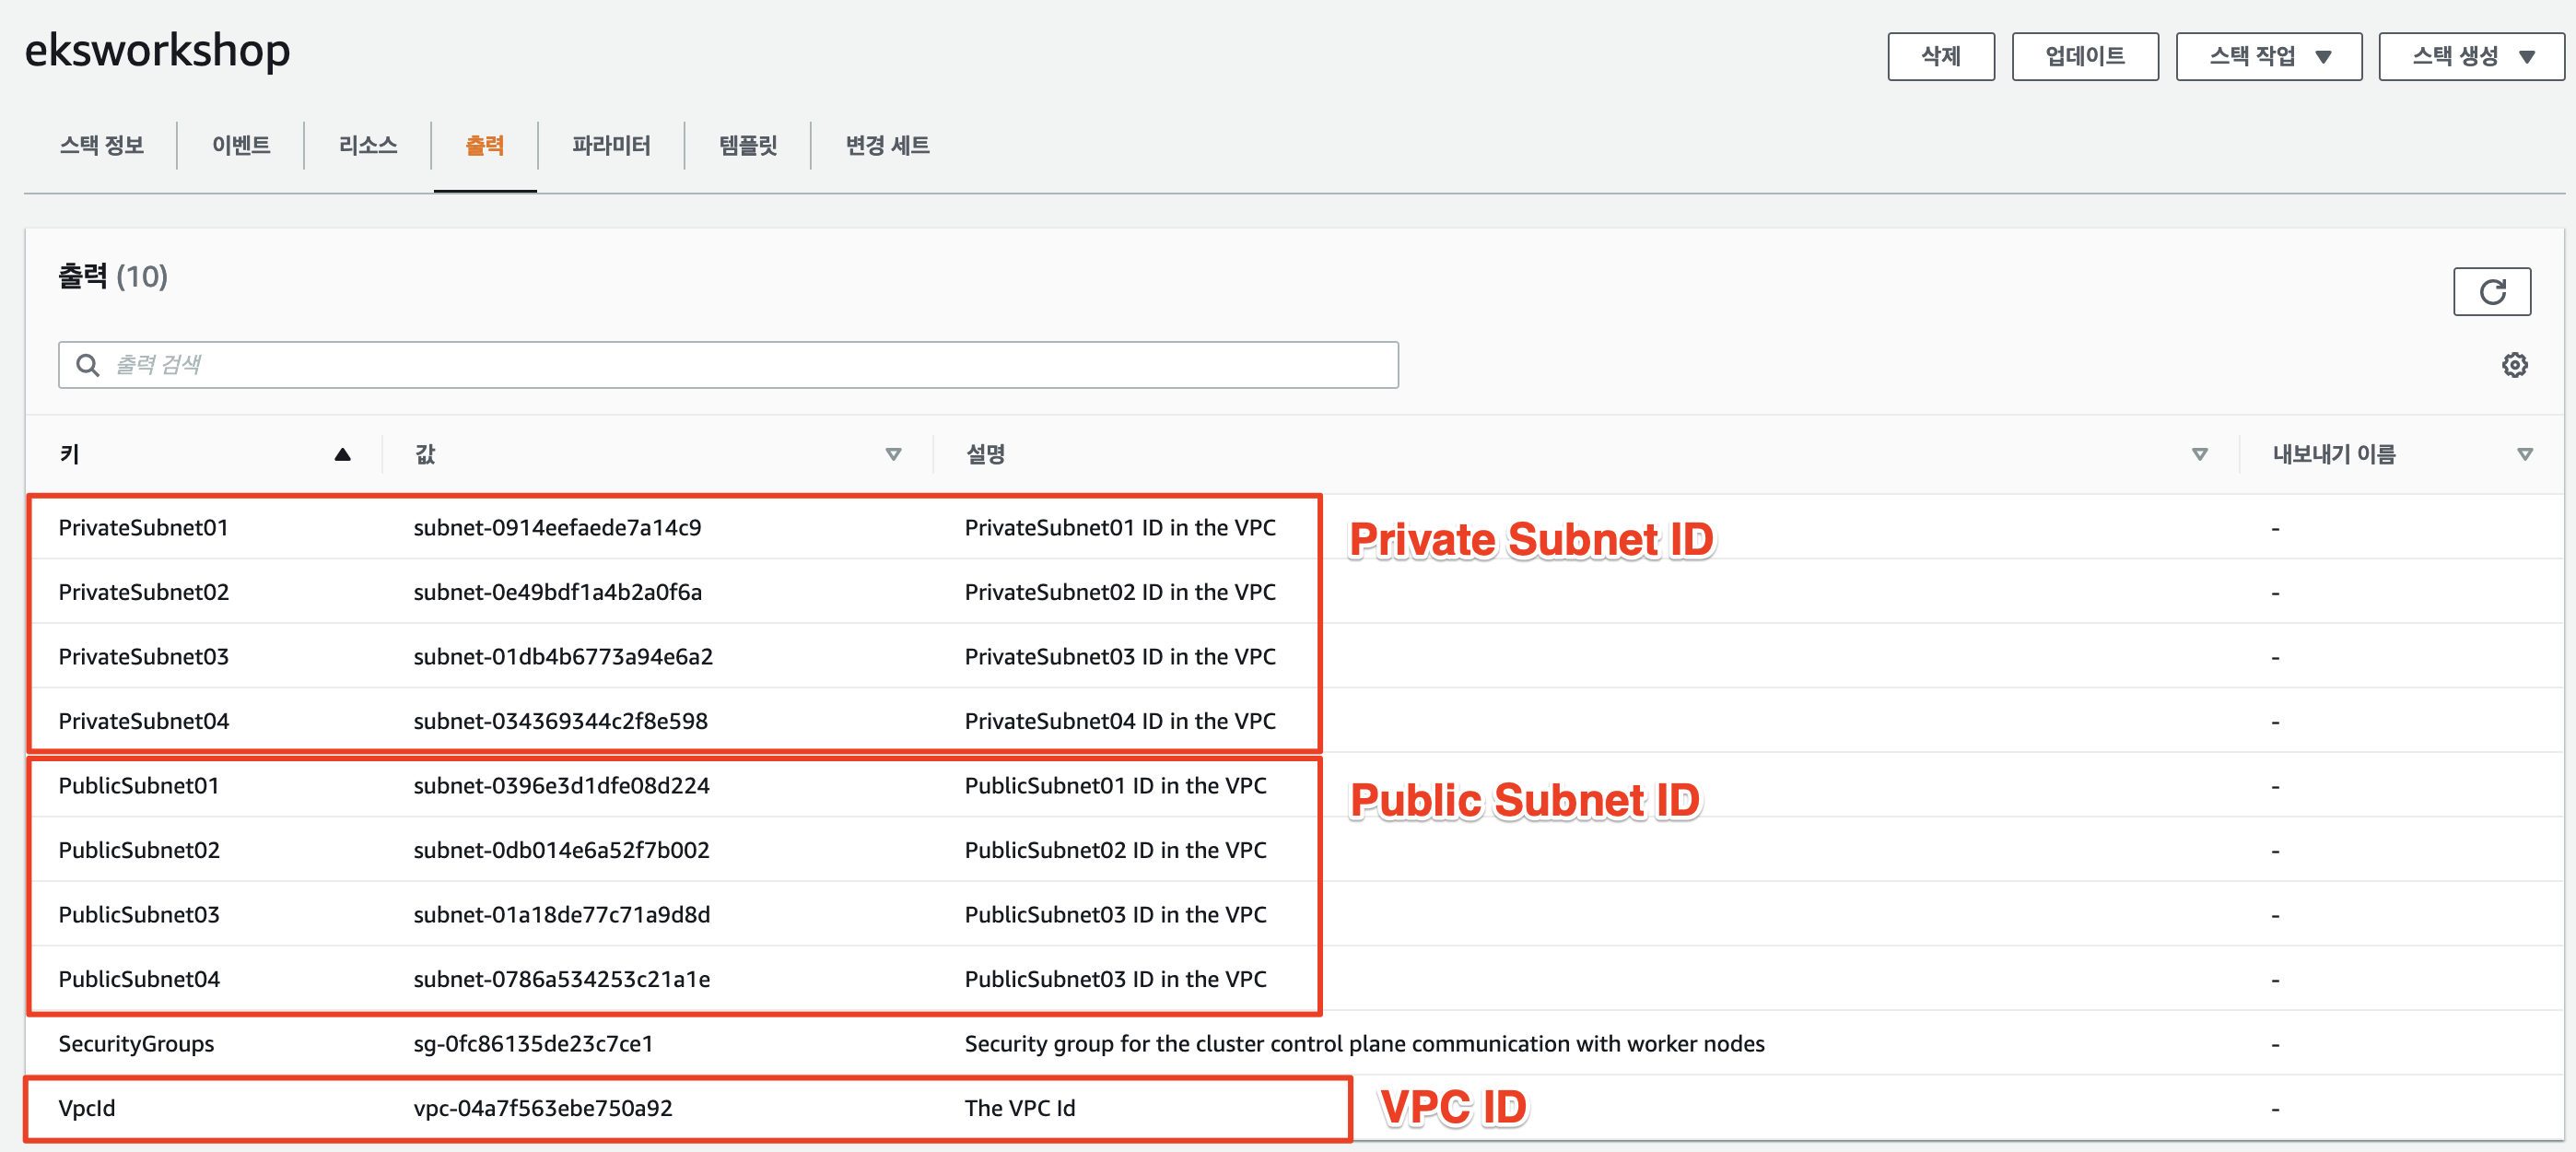 eksworkshop
삭제
업데이트
스택 작업
스택 생성
스택 정보
이벤트
리소스
출력
파라미터
템플릿
변경 세트
출력 (10)
출력 검색
키 값 설명 내보내기 이름
PrivateSubnet01 subnet-0914eefaede7a14c9 PrivateSubnet01 ID in the VPC -
Private Subnet ID
PrivateSubnet02 subnet-0e49bdf1a4b2a0f6a PrivateSubnet02 ID in the VPC -
PrivateSubnet03 subnet-01db4b6773a94e6a2 PrivateSubnet03 ID in the VPC -
PrivateSubnet04 subnet-034369344c2f8e598 PrivateSubnet04 ID in the VPC -
PublicSubnet01 subnet-0396e3d1dfe08d224 PublicSubnet01 ID in the VPC -
Public Subnet ID
PublicSubnet02 subnet-0db014e6a52f7b002 PublicSubnet02 ID in the VPC -
PublicSubnet03 subnet-01a18de77c71a9d8d PublicSubnet03 ID in the VPC -
PublicSubnet04 subnet-0786a534253c21a1e PublicSubnet03 ID in the VPC -
SecurityGroups sg-0fc86135de23c7ce1 Security group for the cluster control plane communication with worker nodes -
VpcId vpc-04a7f563ebe750a92 The VPC Id -
VPC ID